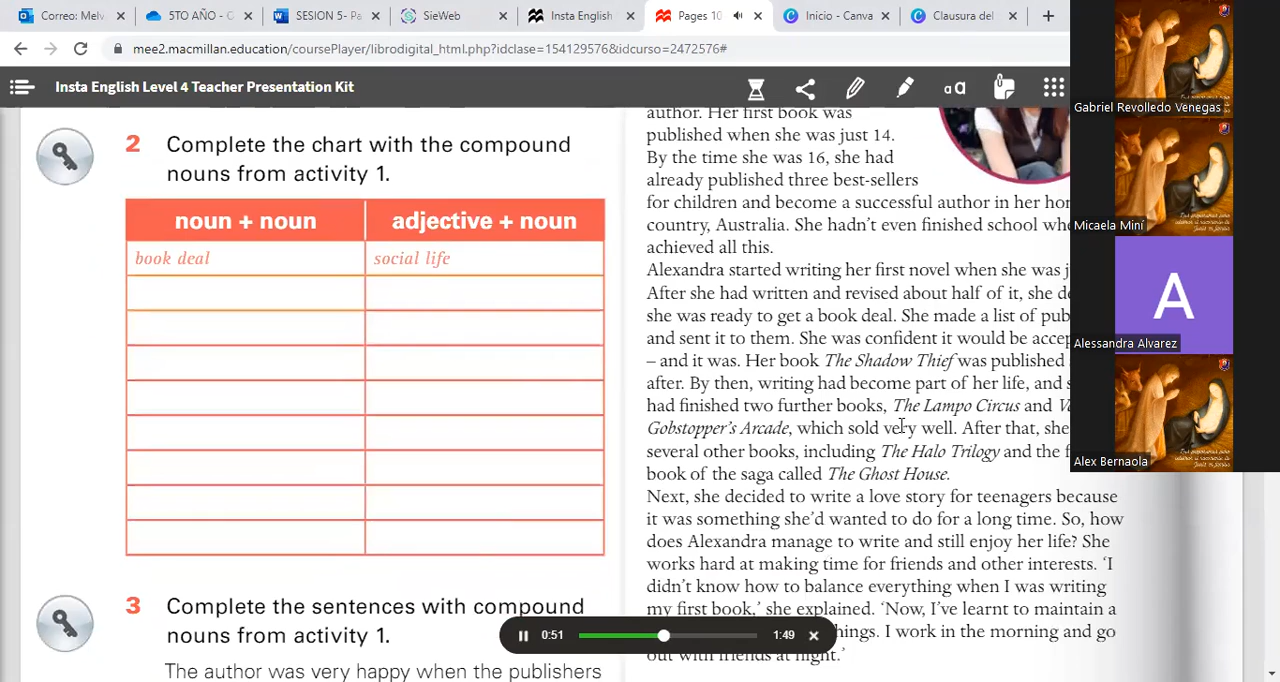 Correo: Melv
5TO AÑO - C
SESION 5- Pa
SieWeb
Insta English
Pages 10
Inicio - Canva
Clausura del
mee2.macmillan.education/coursePlayer/librodigital_html.php?idclase=154129576&idcurso=2472576#
Insta English Level 4 Teacher Presentation Kit
aa
2 Complete the chart with the compound
nouns from activity 1.
noun + noun adjective + noun
book deal social life
3 Complete the sentences with compound
nouns from activity 1.
The author was very happy when the publishers
author. Her first book was
published when she was just 14.
By the time she was 16, she had
already published three best-sellers
for children and become a successful author in her
country, Australia. She hadn't even finished school
achieved all this.
Alexandra started writing her first novel when she was
After she had written and revised about half of it, she
she was ready to get a book deal. She made a list of
and sent it to them. She was confident it would be
– and it was. Her book The Shadow Thief was published
after. By then, writing had become part of her life, and
had finished two further books, The Lampo Circus and
Gobstopper's Arcade, which sold very well. After that, she
several other books, including The Halo Trilogy and the
book of the saga called The Ghost House.
Next, she decided to write a love story for teenagers because
it was something she'd wanted to do for a long time. So, how
does Alexandra manage to write and still enjoy her life? She
works hard at making time for friends and other interests. 'I
didn't know how to balance everything when I was writing
my first book,' she explained. 'Now, I've learnt to maintain a
things. I work in the morning and go
out with friends at night.'
0:51 1:49
Gabriel Revolledo Venegas
Micaela Miní
A
Alessandra Alvarez
Alex Bernaola